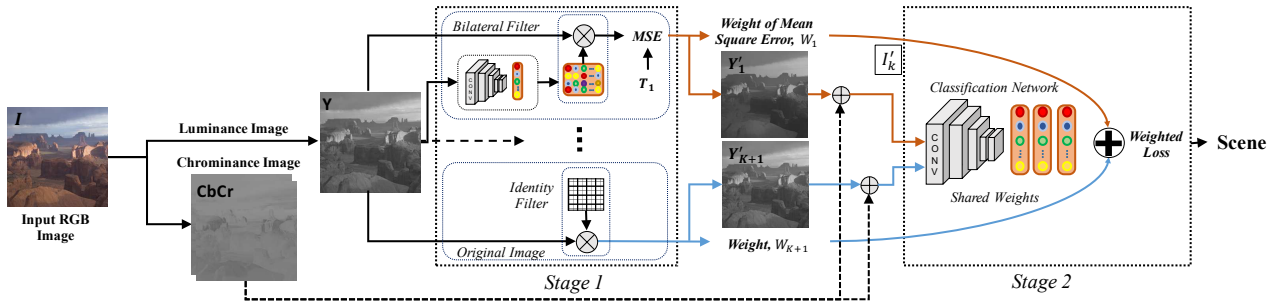 I
Input RGB
Image
Luminance Image
Chrominance Image
CbCr
Y
Bilateral Filter
CONV
MSE
T₁
Identity
Filter
Original Image
Stage 1
Weight of Mean
Square Error, W₁
Y′₁
Y′K+1
Weight, WK+1
I′k
Classification Network
CONV
Shared Weights
Weighted
Loss
Stage 2
Scene